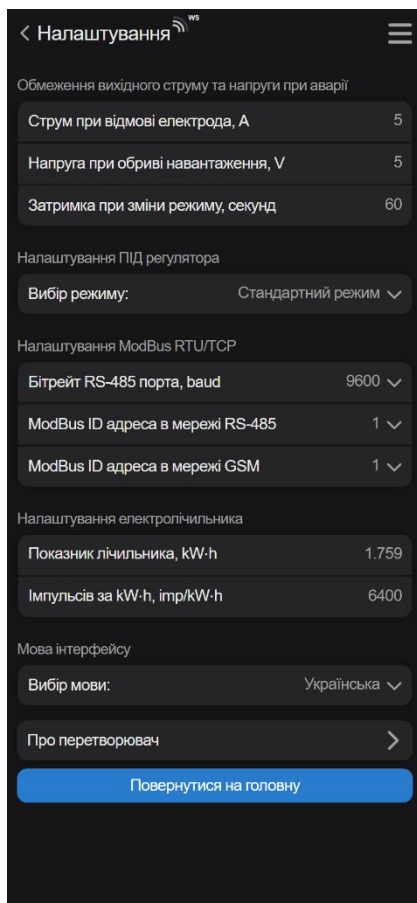 Налаштування ws
Обмеження вихідного струму та напруги при аварії
Струм при відмові електрода, А 5
Напруга при обриві навантаження, V 5
Затримка при зміни режиму, секунд 60
Налаштування ПІД регулятора
Вибір режиму: Стандартний режим
Налаштування ModBus RTU/TCP
Бітрейт RS-485 порта, baud 9600
ModBus ID адреса в мережі RS-485 1
ModBus ID адреса в мережі GSM 1
Налаштування електролічильника
Показник лічильника, kW·h 1.759
Імпульсів за kW·h, imp/kW·h 6400
Мова інтерфейсу
Вибір мови: Українська
Про перетворювач
Повернутися на головну